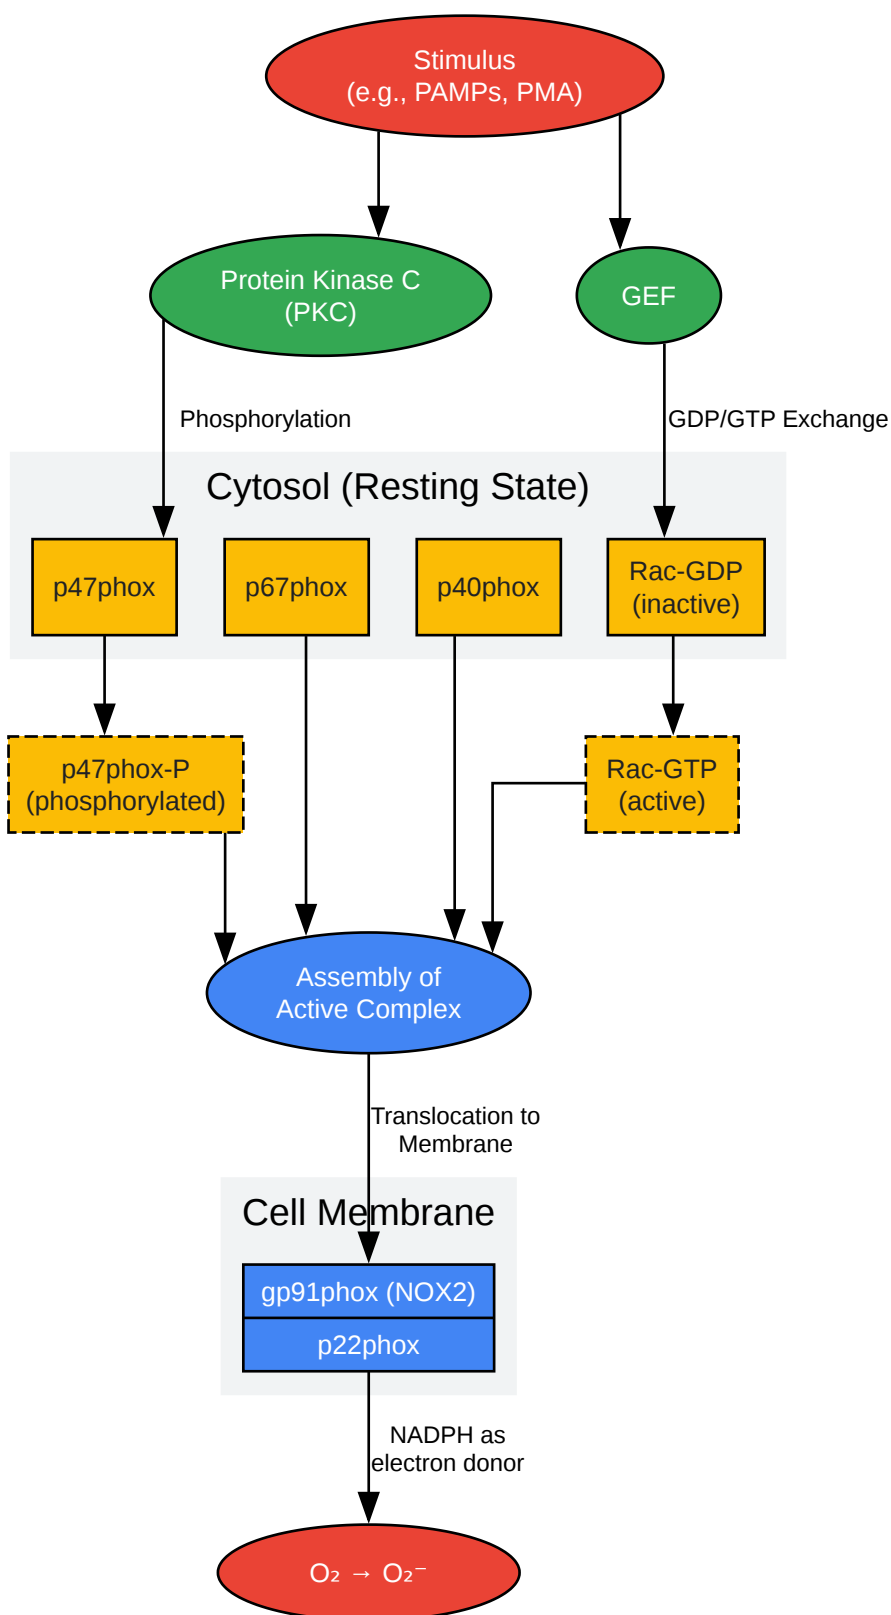 Stimulus
(e.g., PAMPs, PMA)
Protein Kinase C
(PKC)
GEF
Phosphorylation
GDP/GTP Exchange
Cytosol (Resting State)
p47phox
p67phox
p40phox
Rac-GDP
(inactive)
p47phox-P
(phosphorylated)
Rac-GTP
(active)
Assembly of
Active Complex
Translocation to
Membrane
Cell Membrane
gp91phox (NOX2)
p22phox
NADPH as
electron donor
O₂ → O₂⁻